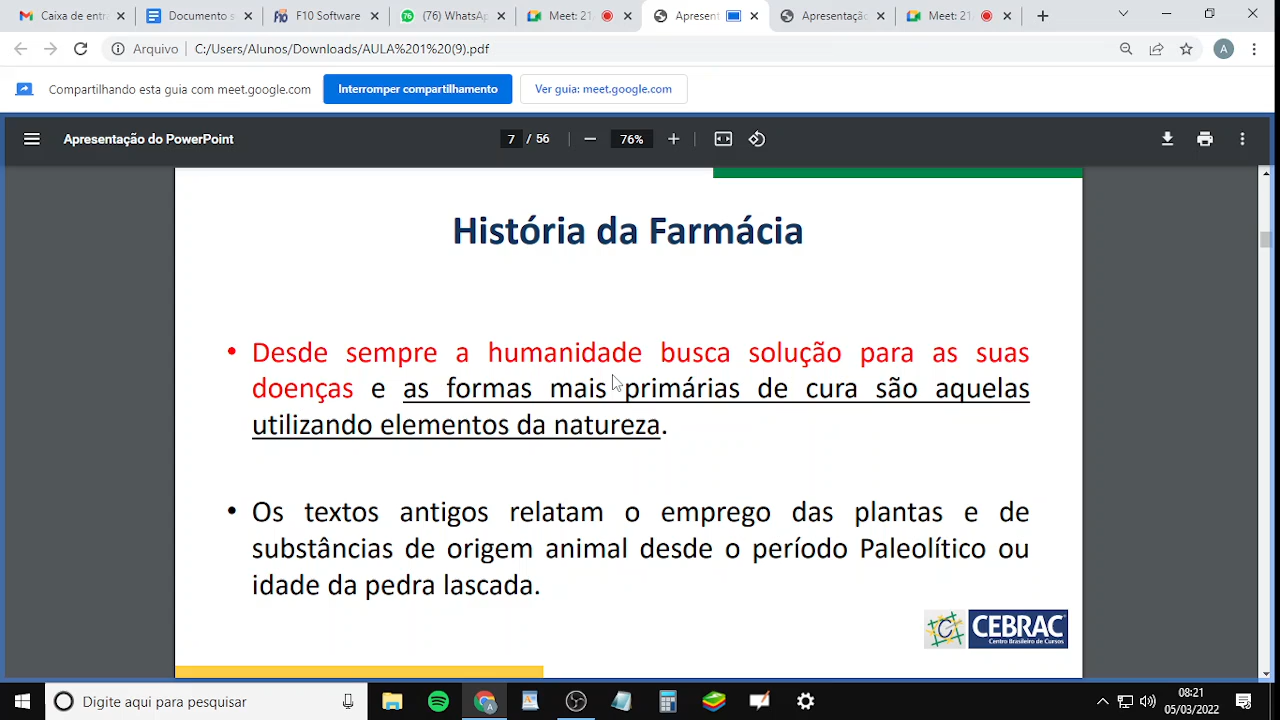 Caixa de entra
Documento s
F10 Software
(76) WhatsA
Meet: 21
Apresent
Apresentação
Meet: 21
Arquivo
C:/Users/Alunos/Downloads/AULA%201%20(9).pdf
A
Compartilhando esta guia com meet.google.com
Interromper compartilhamento
Ver guia: meet.google.com
Apresentação do PowerPoint
7 / 56
76%
História da Farmácia
• Desde sempre a humanidade busca solução para as suas
doenças e as formas mais primárias de cura são aquelas
utilizando elementos da natureza.
• Os textos antigos relatam o emprego das plantas e de
substâncias de origem animal desde o período Paleolítico ou
idade da pedra lascada.
C
CEBRAC
Centro Brasileiro de Cursos
Digite aqui para pesquisar
08:21
05/03/2022